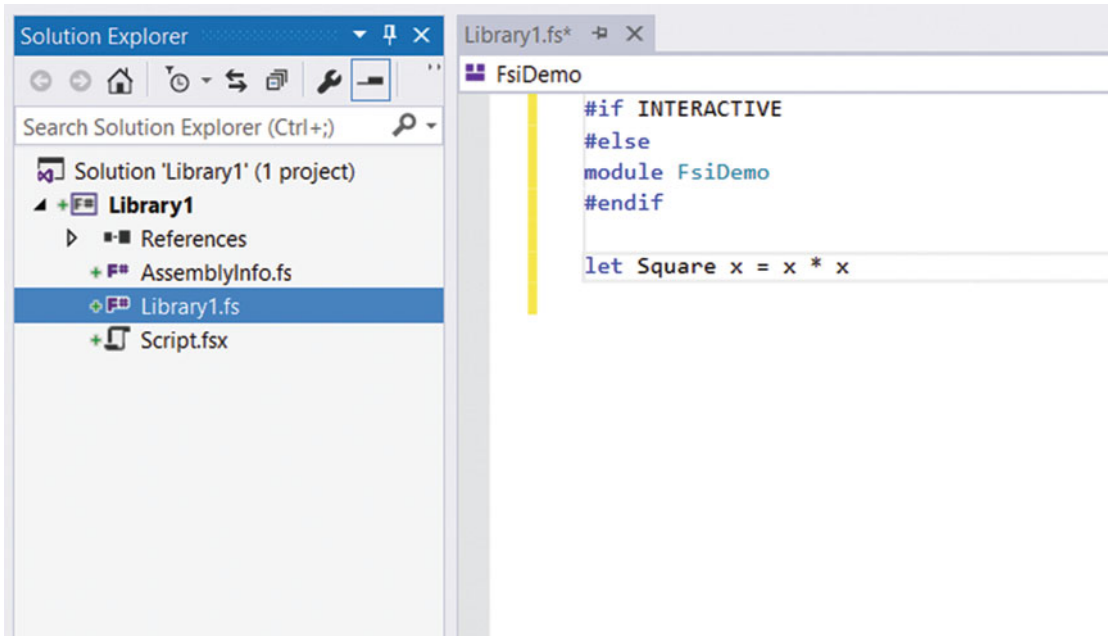 Solution Explorer
Search Solution Explorer (Ctrl+;)
Solution 'Library1' (1 project)
F# Library1
References
F# AssemblyInfo.fs
F# Library1.fs
Script.fsx
Library1.fs*
FsiDemo
#if INTERACTIVE
#else
module FsiDemo
#endif
let Square x = x * x